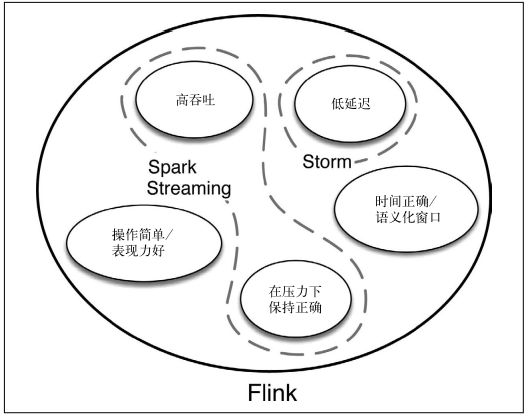 高吞吐
低延迟
Spark
Streaming
Storm
时间正确/
语义化窗口
操作简单/
表现力好
在压力下
保持正确
Flink